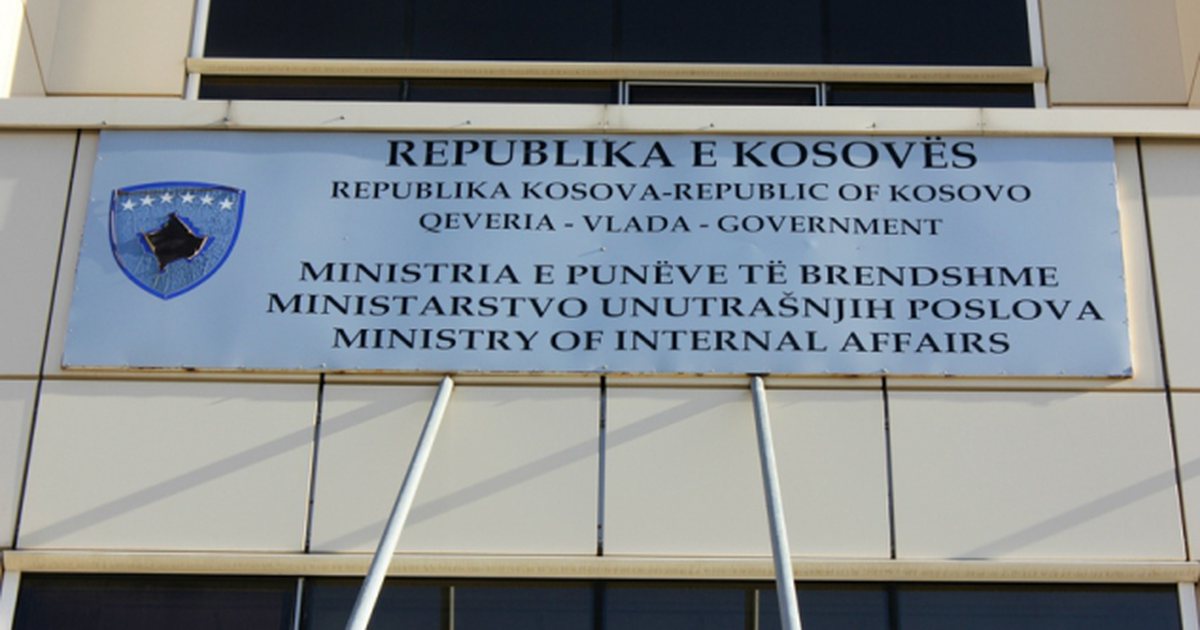 REPUBLIKA E KOSOVËS
REPUBLIKA KOSOVA-REPUBLIC OF KOSOVO
QEVERIA - VLADA - GOVERNMENT
MINISTRIA E PUNËVE TË BRENDSHME
MINISTARSTVO UNUTRAŠNJIH POSLOVA
MINISTRY OF INTERNAL AFFAIRS